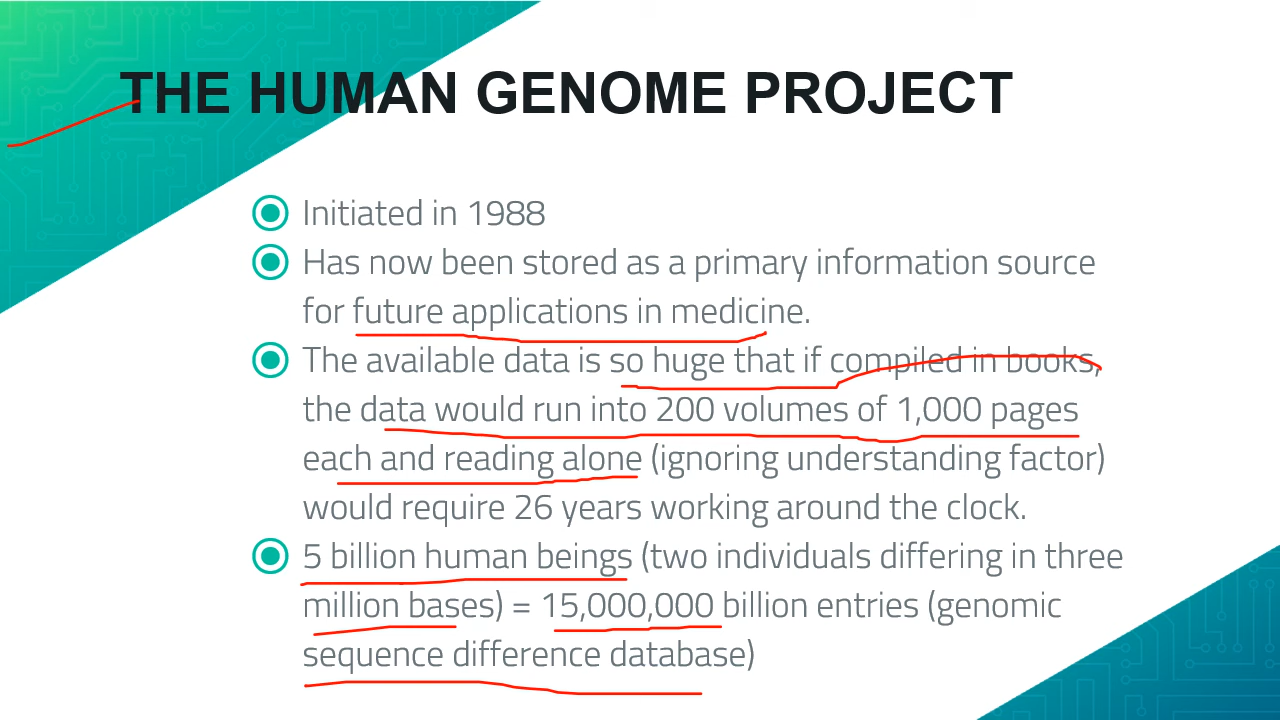 THE HUMAN GENOME PROJECT
Initiated in 1988
Has now been stored as a primary information source
for future applications in medicine.
The available data is so huge that if compiled in books,
the data would run into 200 volumes of 1,000 pages
each and reading alone (ignoring understanding factor)
would require 26 years working around the clock.
5 billion human beings (two individuals differing in three
million bases) = 15,000,000 billion entries (genomic
sequence difference database)